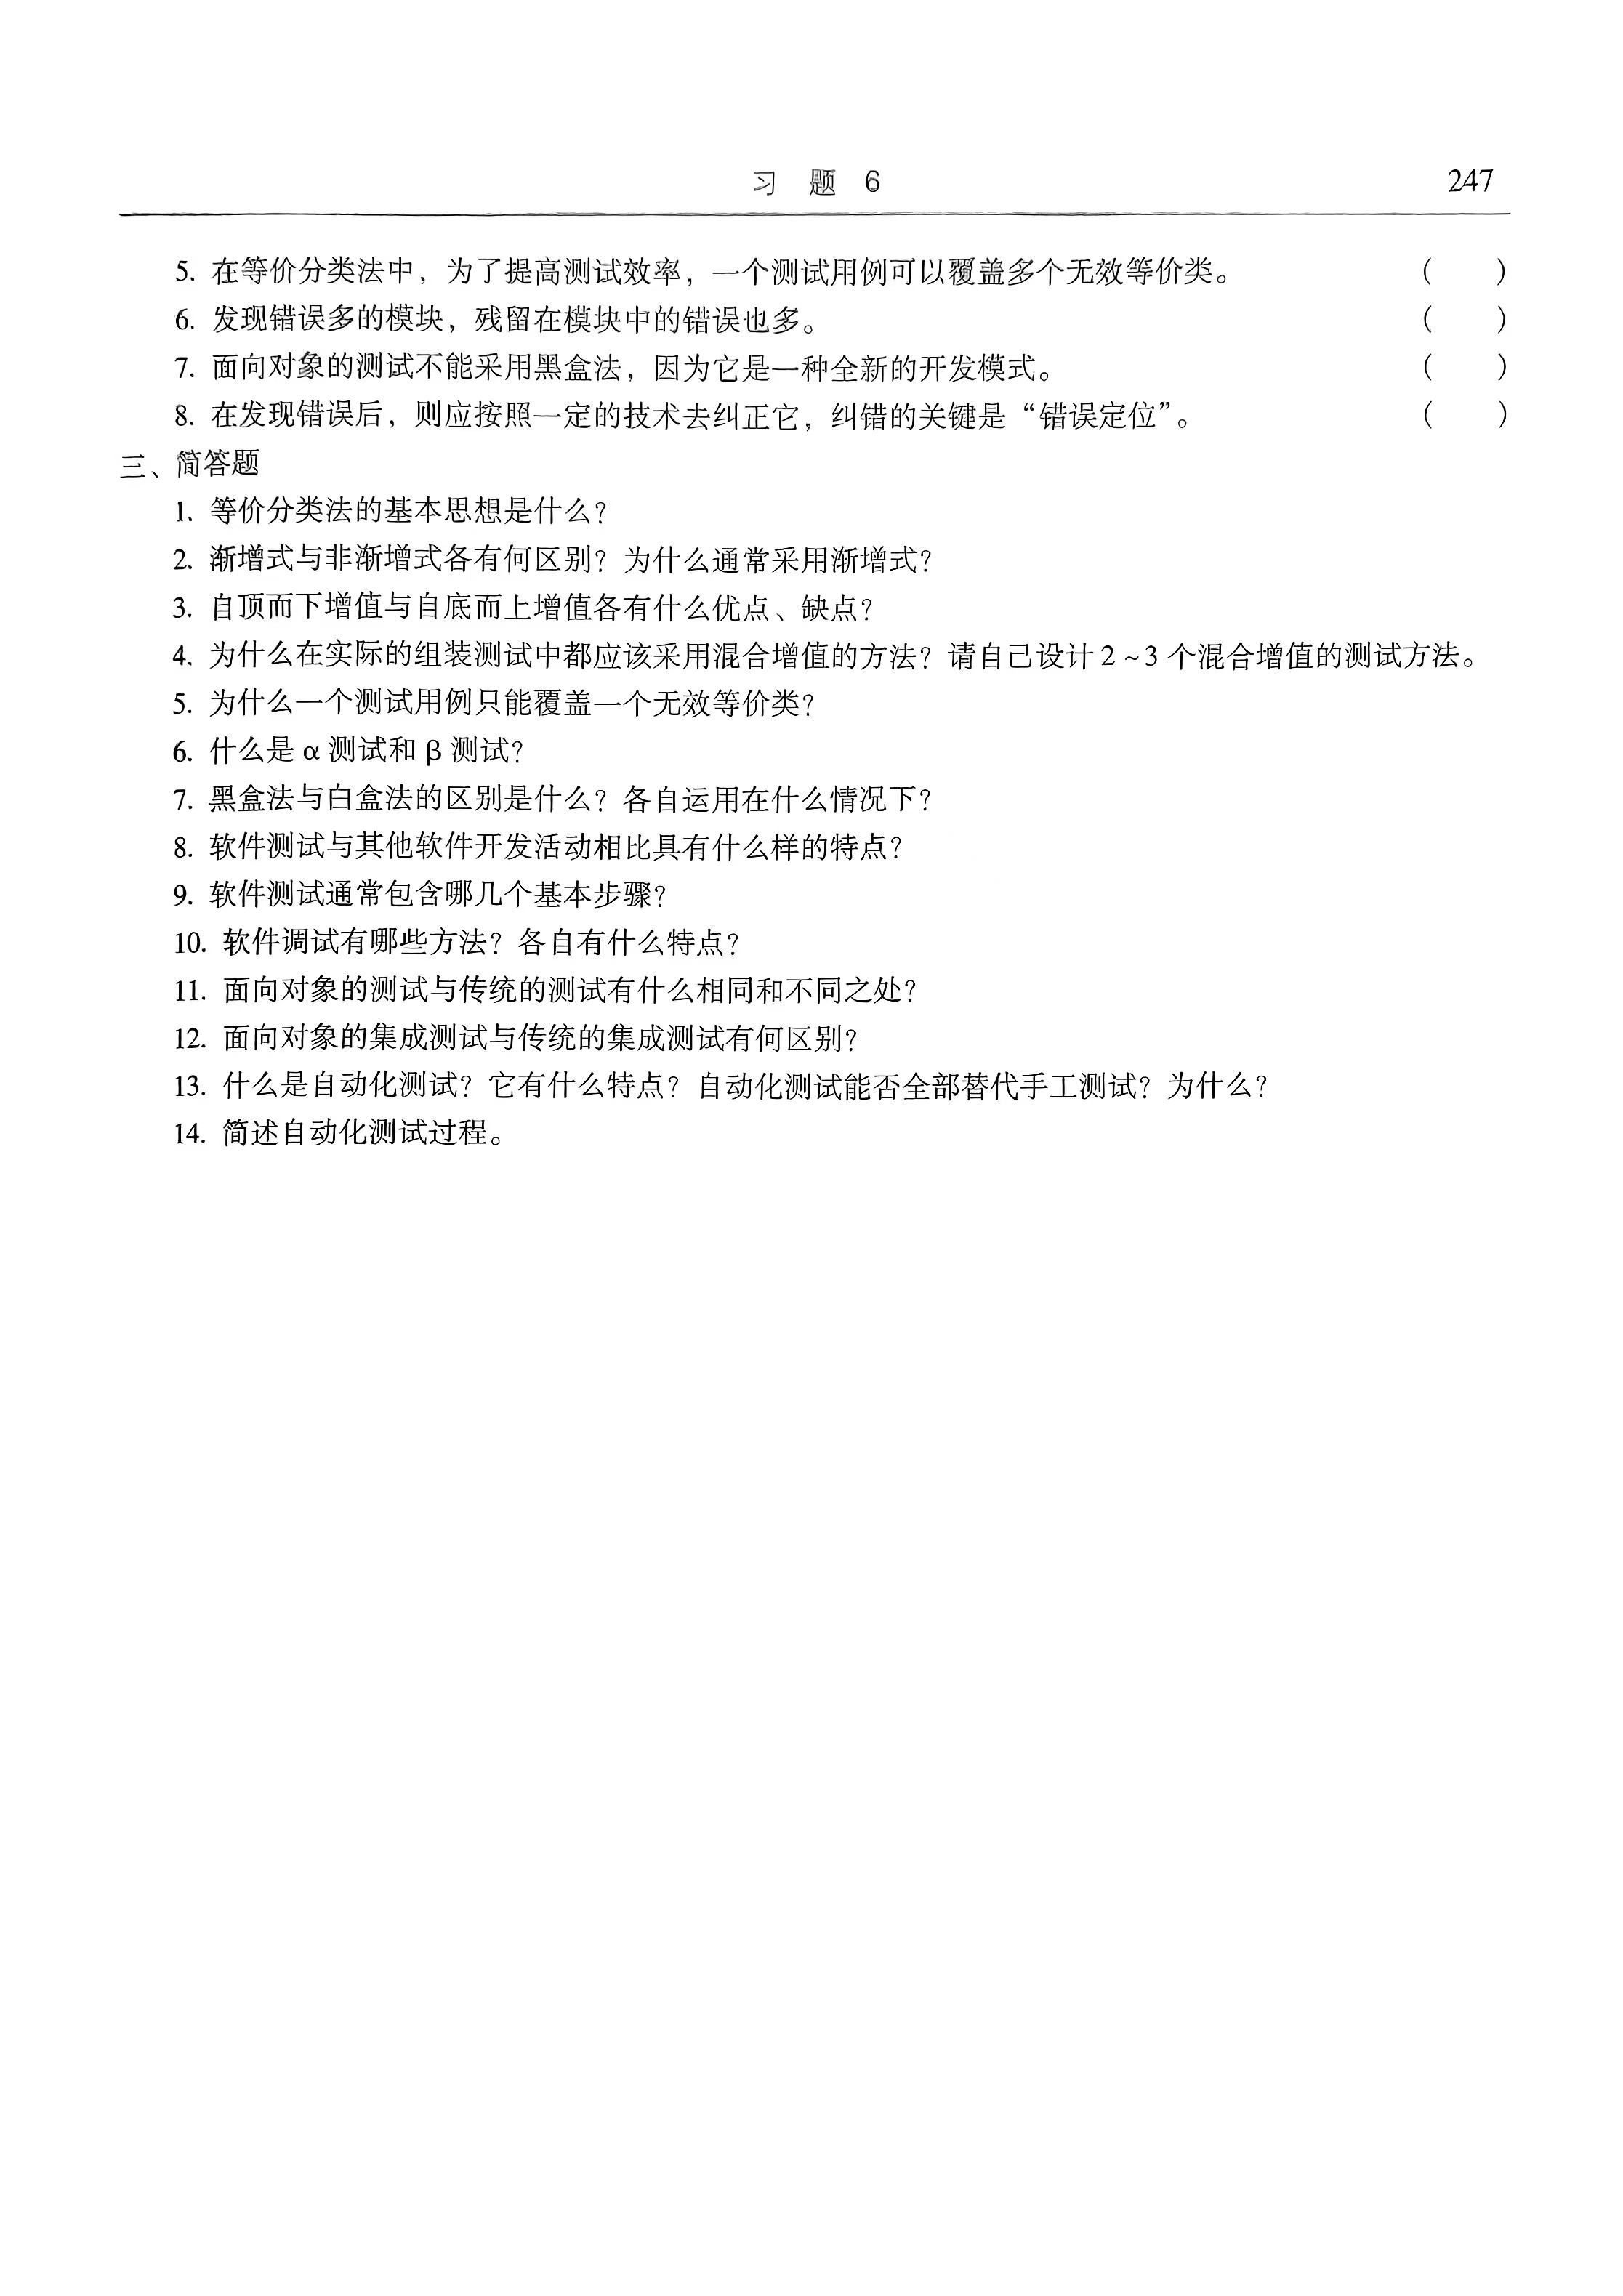 习 题 6 247
5. 在等价分类法中，为了提高测试效率，一个测试用例可以覆盖多个无效等价类。 ( )
6. 发现错误多的模块，残留在模块中的错误也多。 ( )
7. 面向对象的测试不能采用黑盒法，因为它是一种全新的开发模式。 ( )
8. 在发现错误后，则应按照一定的技术去纠正它，纠错的关键是“错误定位”。 ( )
三、简答题
1. 等价分类法的基本思想是什么？
2. 渐增式与非渐增式各有何区别？为什么通常采用渐增式？
3. 自顶而下增值与自底而上增值各有什么优点、缺点？
4. 为什么在实际的组装测试中都应该采用混合增值的方法？请自己设计 2~3 个混合增值的测试方法。
5. 为什么一个测试用例只能覆盖一个无效等价类？
6. 什么是 α 测试和 β 测试？
7. 黑盒法与白盒法的区别是什么？各自运用在什么情况下？
8. 软件测试与其他软件开发活动相比具有什么样的特点？
9. 软件测试通常包含哪几个基本步骤？
10. 软件调试有哪些方法？各自有什么特点？
11. 面向对象的测试与传统的测试有什么相同和不同之处？
12. 面向对象的集成测试与传统的集成测试有何区别？
13. 什么是自动化测试？它有什么特点？自动化测试能否全部替代手工测试？为什么？
14. 简述自动化测试过程。